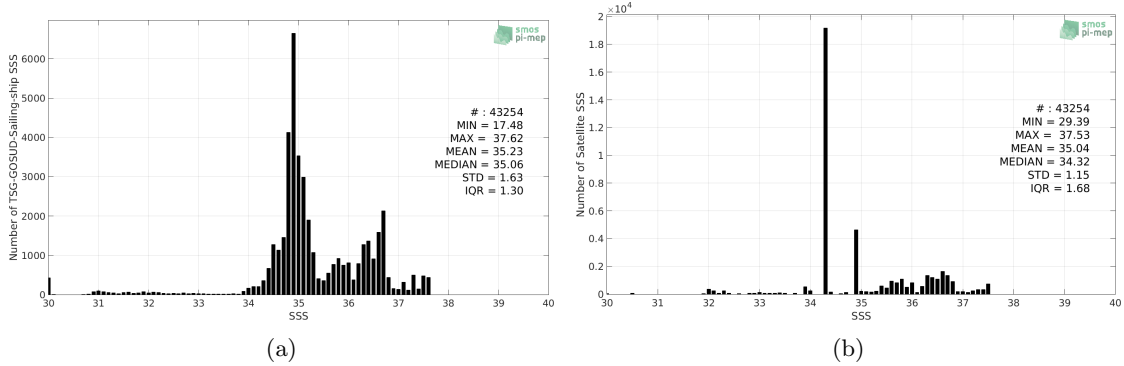 Number of TSG-GOSUD-Sailing-ship SSS
6000
5000
4000
3000
2000
1000
0
30 31 32 33 34 35 36 37 38 39 40
SSS
smos
pi-mep
# : 43254
MIN = 17.48
MAX = 37.62
MEAN = 35.23
MEDIAN = 35.06
STD = 1.63
IQR = 1.30
(a)
×10⁴
Number of Satellite SSS
2
1.8
1.6
1.4
1.2
1
0.8
0.6
0.4
0.2
0
30 31 32 33 34 35 36 37 38 39 40
SSS
smos
pi-mep
# : 43254
MIN = 29.39
MAX = 37.53
MEAN = 35.04
MEDIAN = 34.32
STD = 1.15
IQR = 1.68
(b)